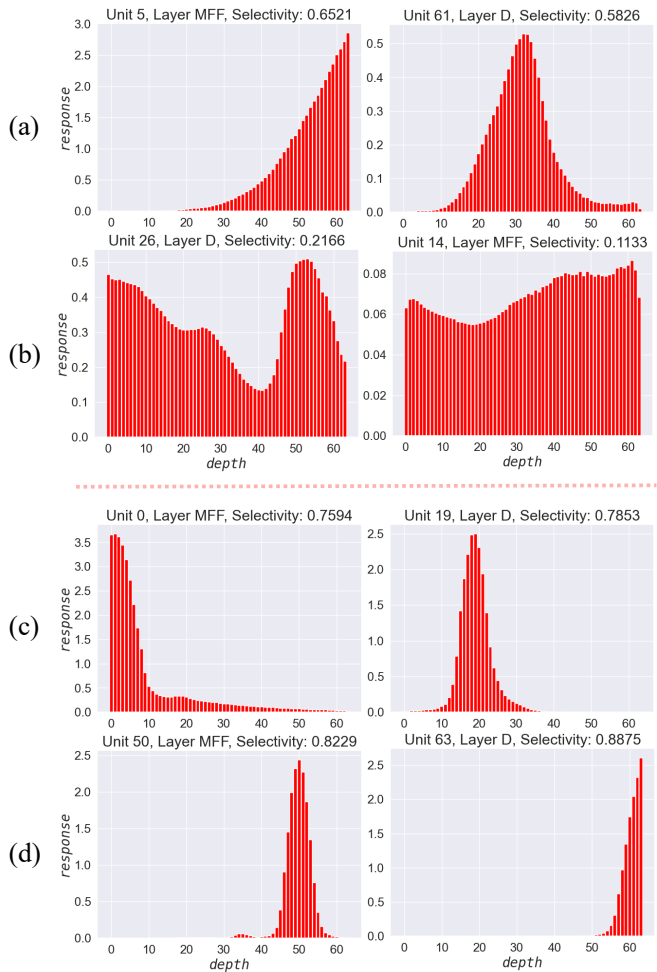 Unit 5, Layer MFF, Selectivity: 0.6521
Unit 61, Layer D, Selectivity: 0.5826
(a)
response
3.0
2.5
2.0
1.5
1.0
0.5
0.0
0 10 20 30 40 50 60
0.5
0.4
0.3
0.2
0.1
0.0
0 10 20 30 40 50 60
Unit 26, Layer D, Selectivity: 0.2166
Unit 14, Layer MFF, Selectivity: 0.1133
(b)
response
0.5
0.4
0.3
0.2
0.1
0.0
0 10 20 30 40 50 60
depth
0.08
0.06
0.04
0.02
0.00
0 10 20 30 40 50 60
depth
Unit 0, Layer MFF, Selectivity: 0.7594
Unit 19, Layer D, Selectivity: 0.7853
(c)
response
3.5
3.0
2.5
2.0
1.5
1.0
0.5
0.0
0 10 20 30 40 50 60
2.5
2.0
1.5
1.0
0.5
0.0
0 10 20 30 40 50 60
Unit 50, Layer MFF, Selectivity: 0.8229
Unit 63, Layer D, Selectivity: 0.8875
(d)
response
2.5
2.0
1.5
1.0
0.5
0.0
0 10 20 30 40 50 60
depth
2.5
2.0
1.5
1.0
0.5
0.0
0 10 20 30 40 50 60
depth